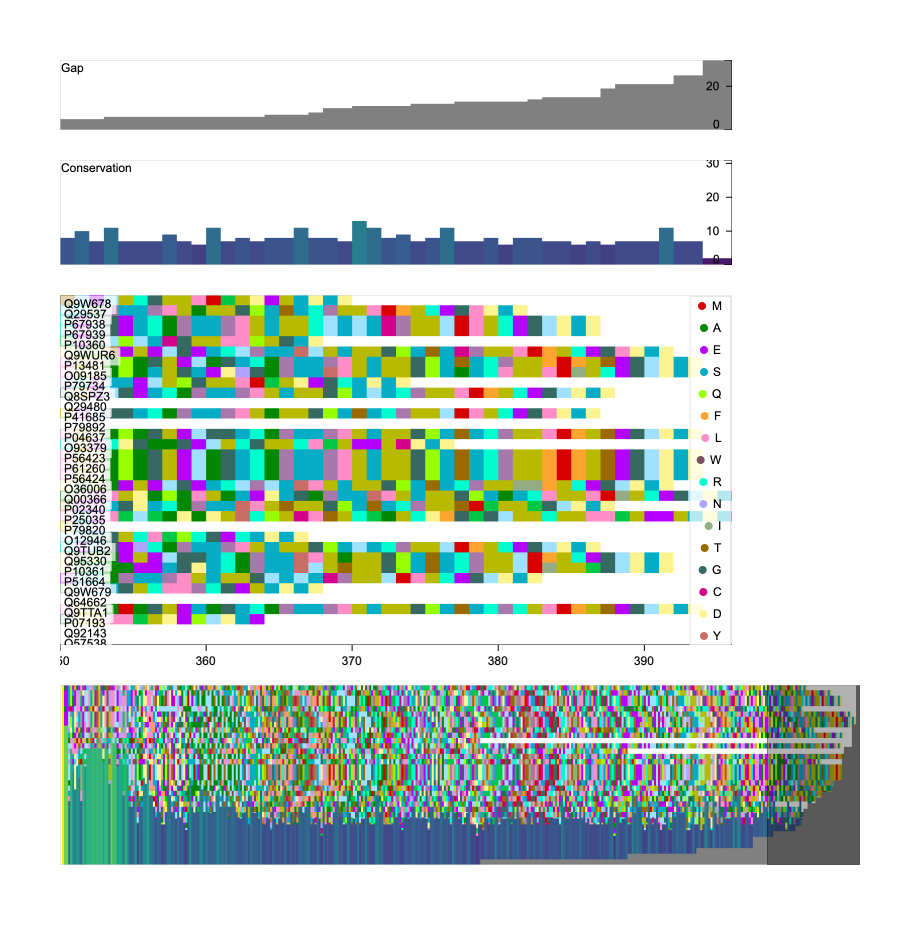 Gap
20
0
Conservation
30
20
10
0
Q9W678
Q29537
P67938
P67939
P10360
Q9WUR6
P13481
O09185
P79734
Q8SPZ3
Q29480
P41685
P79892
P04637
O93379
P56423
P61260
P56424
O36006
Q00366
P02340
P25035
P79820
O12946
Q9TUB2
Q95330
P10361
P51664
Q9W679
Q64662
Q9TTA1
P07193
Q92143
O57538
M
A
E
S
Q
F
L
W
R
N
I
T
G
C
D
Y
50 360 370 380 390